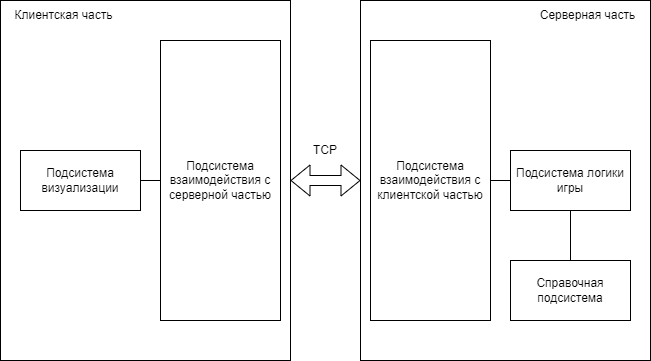 Клиентская часть
Серверная часть
TCP
Подсистема
визуализации
Подсистема
взаимодействия с
серверной частью
Подсистема
взаимодействия с
клиентской частью
Подсистема логики
игры
Справочная
подсистема